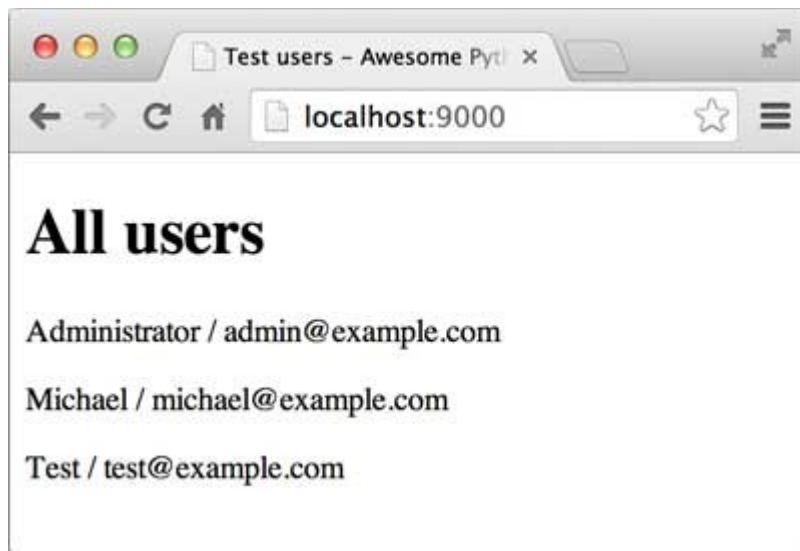 Test users – Awesome
localhost:9000
All users
Administrator / admin@example.com
Michael / michael@example.com
Test / test@example.com